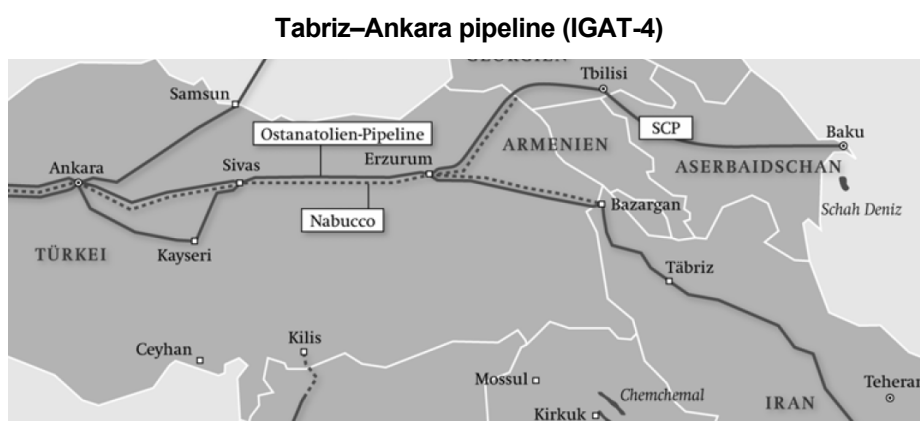 Tabriz–Ankara pipeline (IGAT-4)
GEORGIEN
Tbilisi
Samsun
Ostanatolien-Pipeline
SCP
Baku
Ankara
Sivas
Erzurum
ARMENIEN
ASERBAIDSCHAN
Nabucco
Bazargan
Schah Deniz
TÜRKEI
Kayseri
Täbriz
Ceyhan
Kilis
Mossul
Chemchemal
Teheran
Kirkuk
IRAN